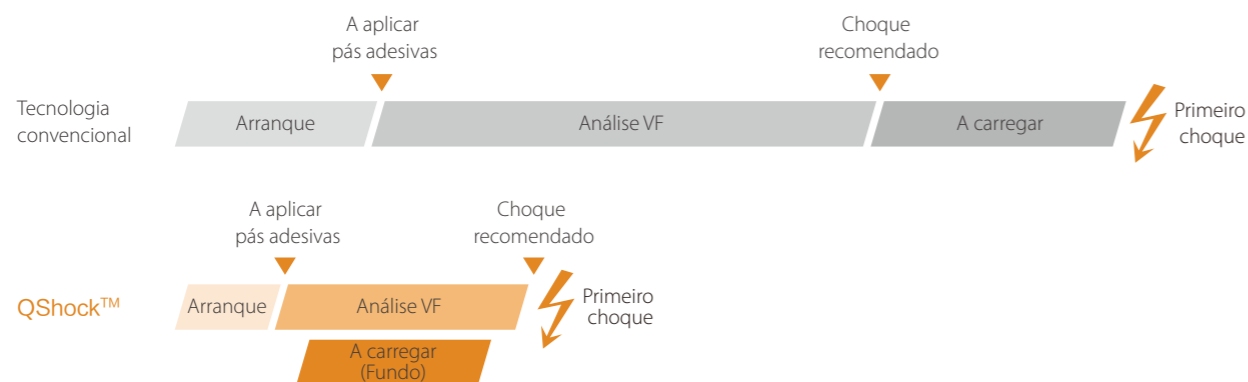 A aplicar
pás adesivas
Choque
recomendado
Tecnologia
convencional
Arranque
Análise VF
A carregar
Primeiro
choque
A aplicar
pás adesivas
Choque
recomendado
QShock™
Arranque
Análise VF
Primeiro
choque
A carregar
(Fundo)